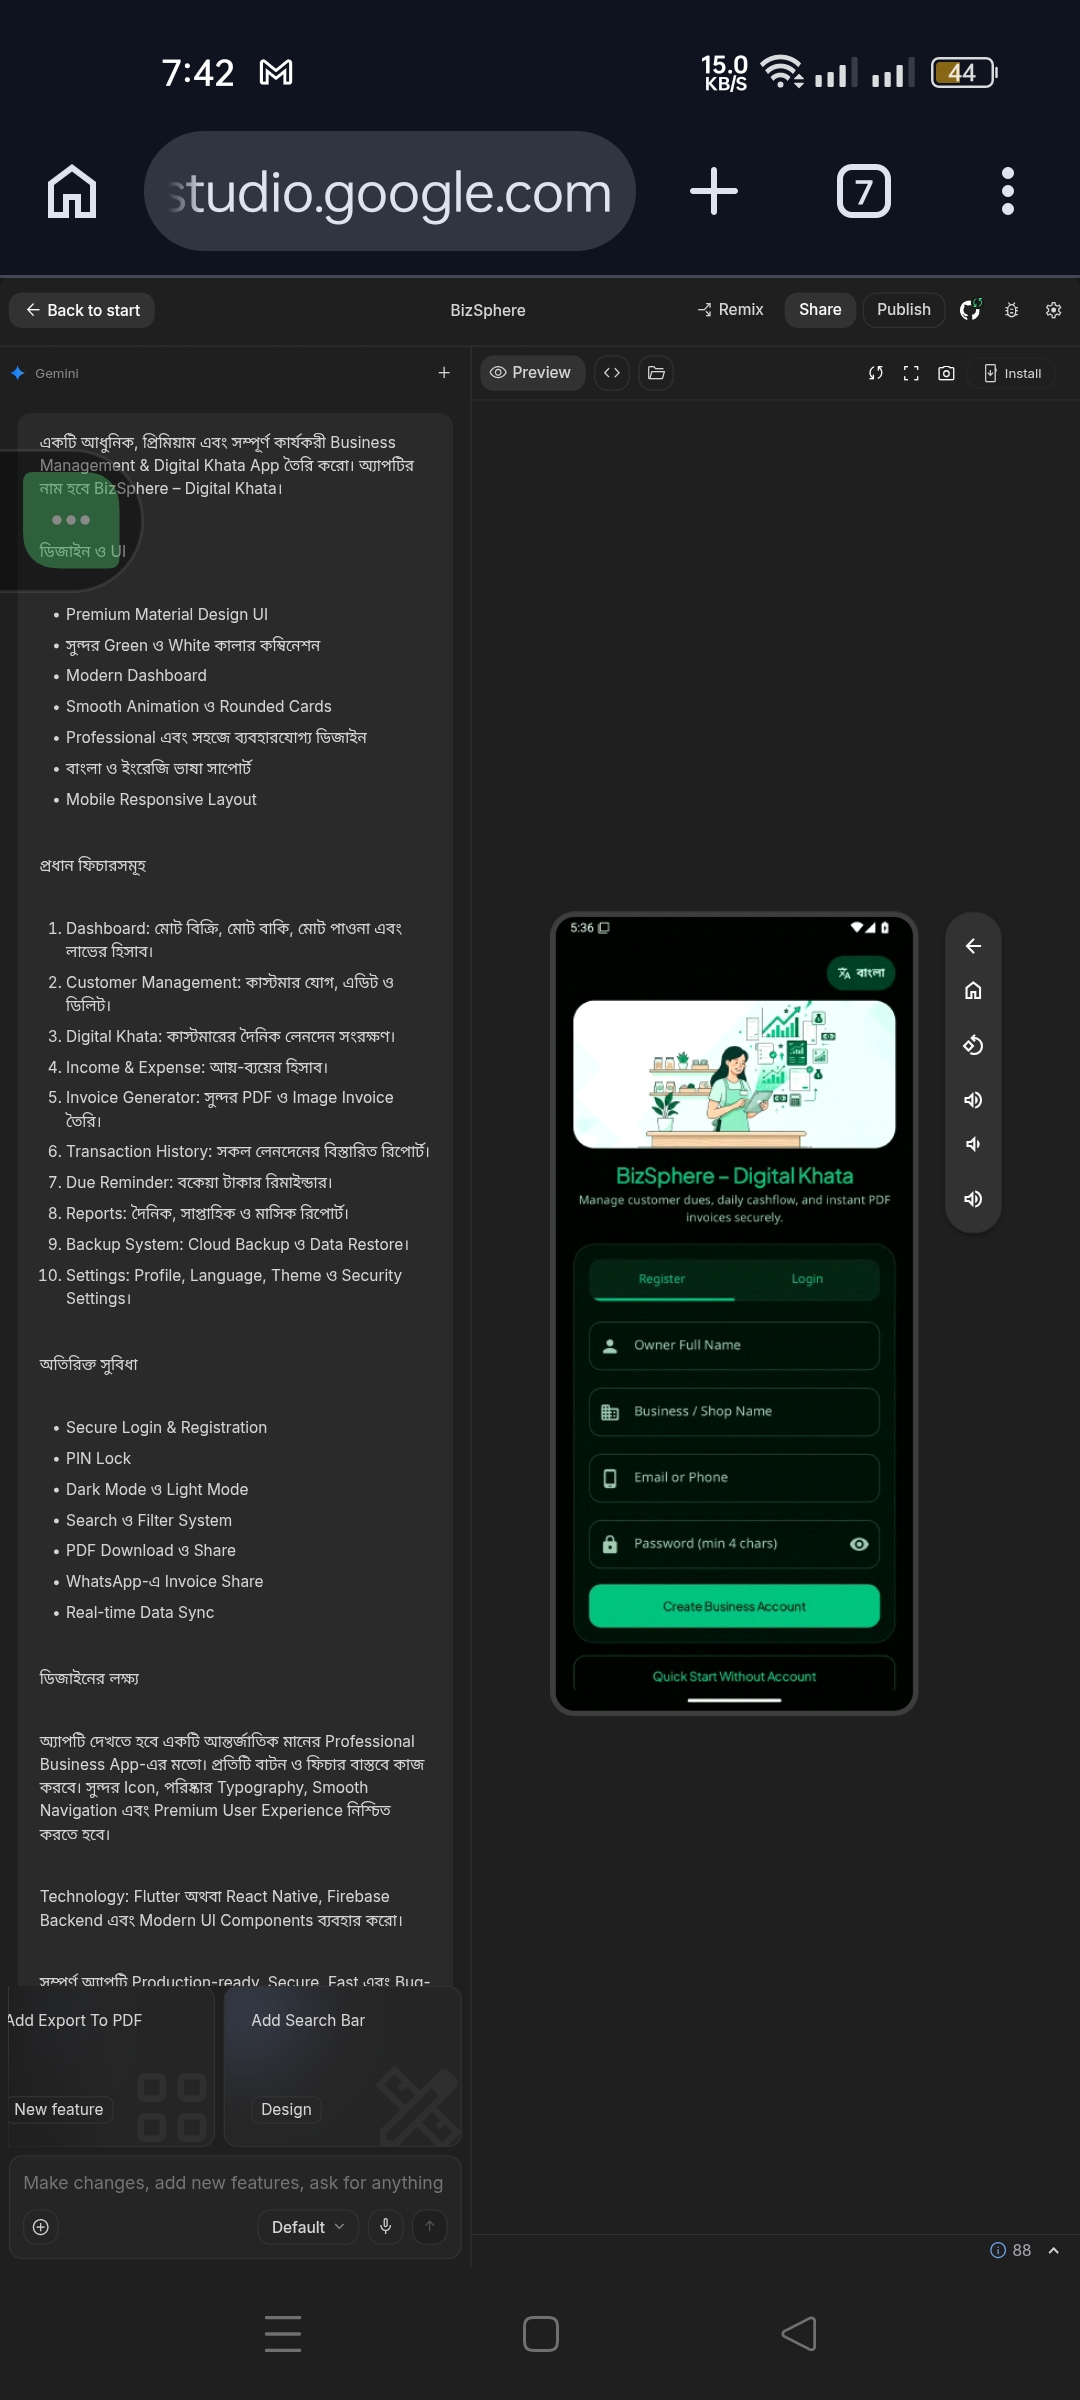 7:42
15.0
KB/S
44
studio.google.com
7
Back to start
BizSphere
Remix
Share
Publish
Gemini
Preview
Install
একটি আধুনিক, প্রিমিয়াম এবং সম্পূর্ণ কার্যকরী Business
Management & Digital Khata App তৈরি করো। অ্যাপটির
নাম হবে BizSphere – Digital Khata।
ডিজাইন ও UI
• Premium Material Design UI
• সুন্দর Green ও White কালার কম্বিনেশন
• Modern Dashboard
• Smooth Animation ও Rounded Cards
• Professional এবং সহজে ব্যবহারযোগ্য ডিজাইন
• বাংলা ও ইংরেজি ভাষা সাপোর্ট
• Mobile Responsive Layout
প্রধান ফিচারসমূহ
1. Dashboard: মোট বিক্রি, মোট বাকি, মোট পাওনা এবং
লাভের হিসাব।
2. Customer Management: কাস্টমার যোগ, এডিট ও
ডিলিট।
3. Digital Khata: কাস্টমারের দৈনিক লেনদেন সংরক্ষণ।
4. Income & Expense: আয়-ব্যয়ের হিসাব।
5. Invoice Generator: সুন্দর PDF ও Image Invoice
তৈরি।
6. Transaction History: সকল লেনদেনের বিস্তারিত রিপোর্ট।
7. Due Reminder: বকেয়া টাকার রিমাইন্ডার।
8. Reports: দৈনিক, সাপ্তাহিক ও মাসিক রিপোর্ট।
9. Backup System: Cloud Backup ও Data Restore।
10. Settings: Profile, Language, Theme ও Security
Settings।
অতিরিক্ত সুবিধা
• Secure Login & Registration
• PIN Lock
• Dark Mode ও Light Mode
• Search ও Filter System
• PDF Download ও Share
• WhatsApp-এ Invoice Share
• Real-time Data Sync
ডিজাইনের লক্ষ্য
অ্যাপটি দেখতে হবে একটি আন্তর্জাতিক মানের Professional
Business App-এর মতো। প্রতিটি বাটন ও ফিচার বাস্তবে কাজ
করবে। সুন্দর Icon, পরিষ্কার Typography, Smooth
Navigation এবং Premium User Experience নিশ্চিত
করতে হবে।
Technology: Flutter অথবা React Native, Firebase
Backend এবং Modern UI Components ব্যবহার করো।
সম্পূর্ণ অ্যাপটি Production-ready, Secure, Fast এবং Bug-
Add Export To PDF
New feature
Add Search Bar
Design
Make changes, add new features, ask for anything
Default
5:36
বাংলা
BizSphere – Digital Khata
Manage customer dues, daily cashflow, and instant PDF
invoices securely.
Register
Login
Owner Full Name
Business / Shop Name
Email or Phone
Password (min 4 chars)
Create Business Account
Quick Start Without Account
88